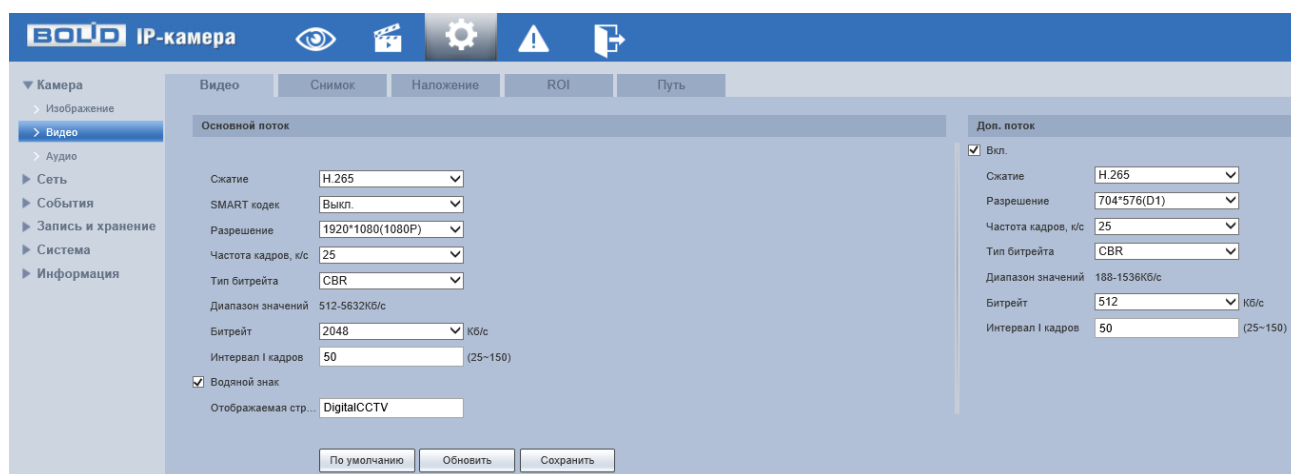 BOLID IP-камера
Камера
Изображение
Видео
Аудио
Сеть
События
Запись и хранение
Система
Информация
Видео
Снимок
Наложение
ROI
Путь
Основной поток
Сжатие H.265
SMART кодек Выкл.
Разрешение 1920*1080(1080P)
Частота кадров, к/с 25
Тип битрейта CBR
Диапазон значений 512-5632Кб/с
Битрейт 2048 Кб/с
Интервал I кадров 50 (25~150)
Водяной знак
Отображаемая стр... DigitalCCTV
По умолчанию
Обновить
Сохранить
Доп. поток
Вкл.
Сжатие H.265
Разрешение 704*576(D1)
Частота кадров, к/с 25
Тип битрейта CBR
Диапазон значений 188-1536Кб/с
Битрейт 512 Кб/с
Интервал I кадров 50 (25~150)